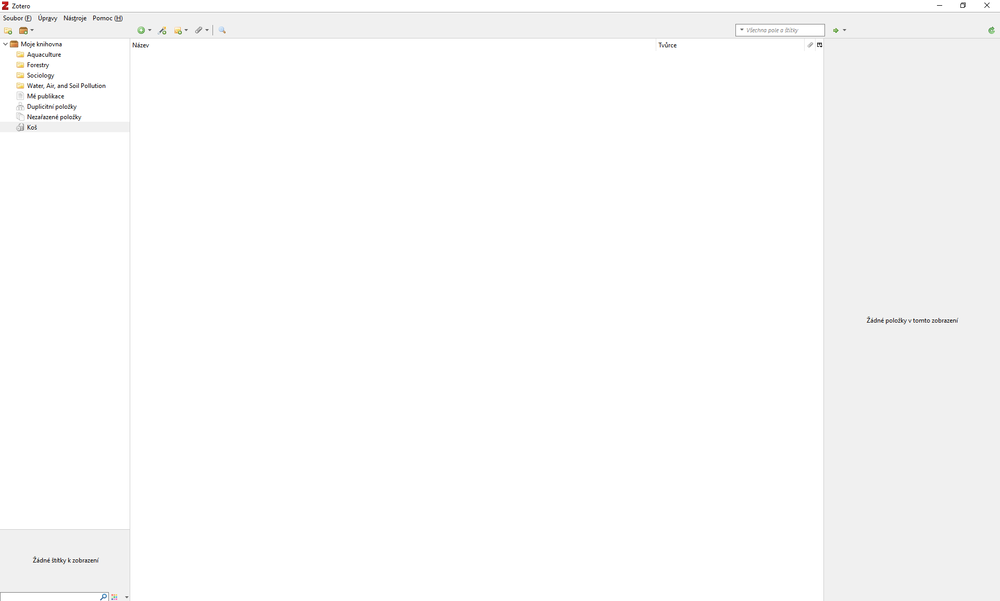 Zotero
Soubor (F) Úpravy Nástroje Pomoc (H)
Všechna pole a štítky
Moje knihovna
Aquaculture
Forestry
Sociology
Water, Air, and Soil Pollution
Mé publikace
Duplicitní položky
Nezařazené položky
Koš
Název Tvůrce
Žádné položky v tomto zobrazení
Žádné štítky k zobrazení